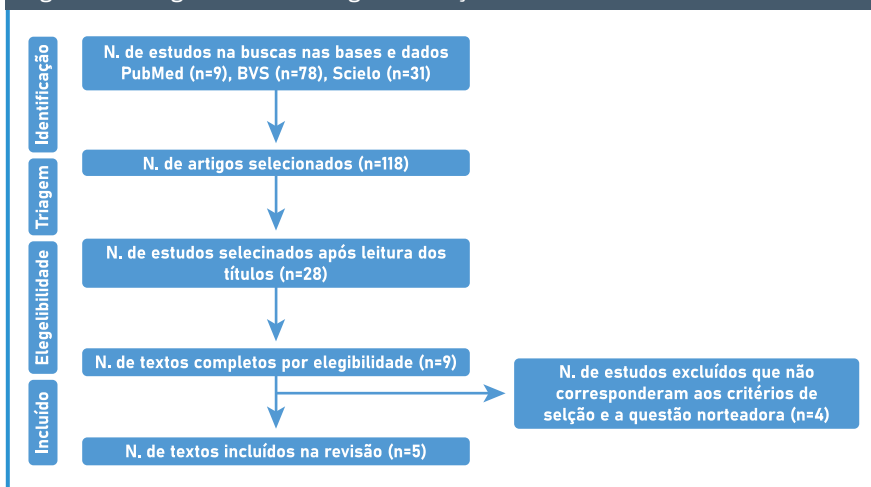 Identificação
N. de estudos na buscas nas bases e dados
PubMed (n=9), BVS (n=78), Scielo (n=31)
Triagem
N. de artigos selecionados (n=118)
Elegelibilidade
N. de estudos selecinados após leitura dos
títulos (n=28)
N. de textos completos por elegibilidade (n=9)
N. de estudos excluídos que não
corresponderam aos critérios de
selção e a questão norteadora (n=4)
Incluído
N. de textos incluídos na revisão (n=5)